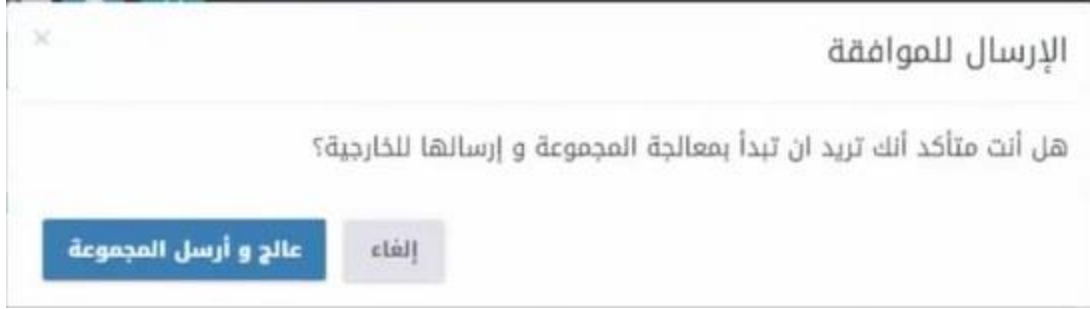 الإرسال للموافقة
هل أنت متأكد أنك تريد ان تبدأ بمعالجة المجموعة و إرسالها للخارجية؟
إلغاء
عالج و أرسل المجموعة